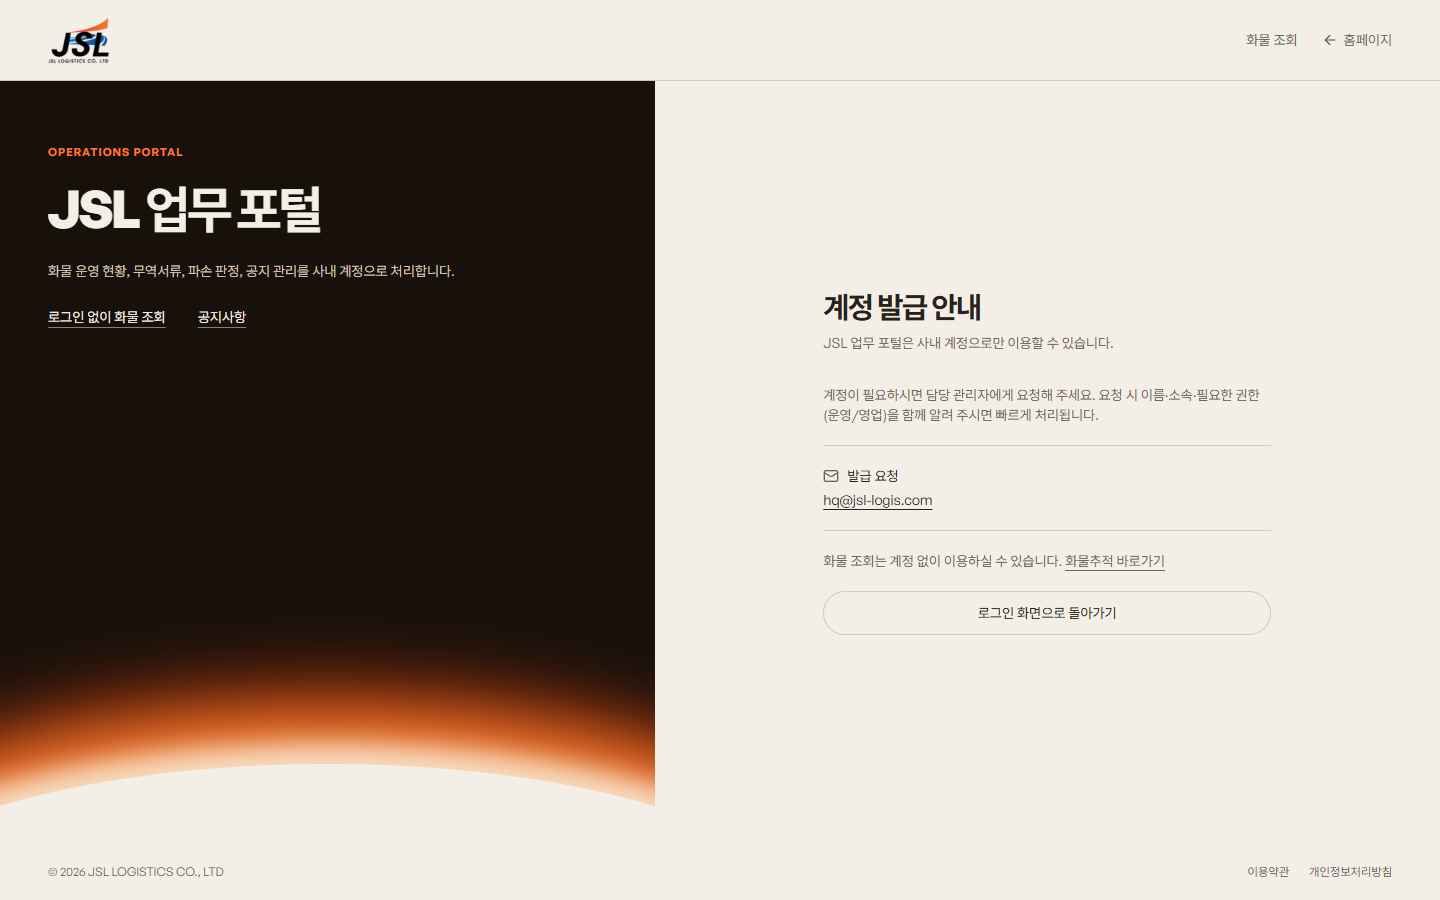 JSL
JSL LOGISTICS CO. LTD
화물 조회
홈페이지
OPERATIONS PORTAL
JSL 업무 포털
화물 운영 현황, 무역서류, 파손 판정, 공지 관리를 사내 계정으로 처리합니다.
로그인 없이 화물 조회
공지사항
계정 발급 안내
JSL 업무 포털은 사내 계정으로만 이용할 수 있습니다.
계정이 필요하시면 담당 관리자에게 요청해 주세요. 요청 시 이름·소속·필요한 권한
(운영/영업)을 함께 알려 주시면 빠르게 처리됩니다.
발급 요청
hq@jsl-logis.com
화물 조회는 계정 없이 이용하실 수 있습니다. 화물추적 바로가기
로그인 화면으로 돌아가기
© 2026 JSL LOGISTICS CO., LTD
이용약관
개인정보처리방침